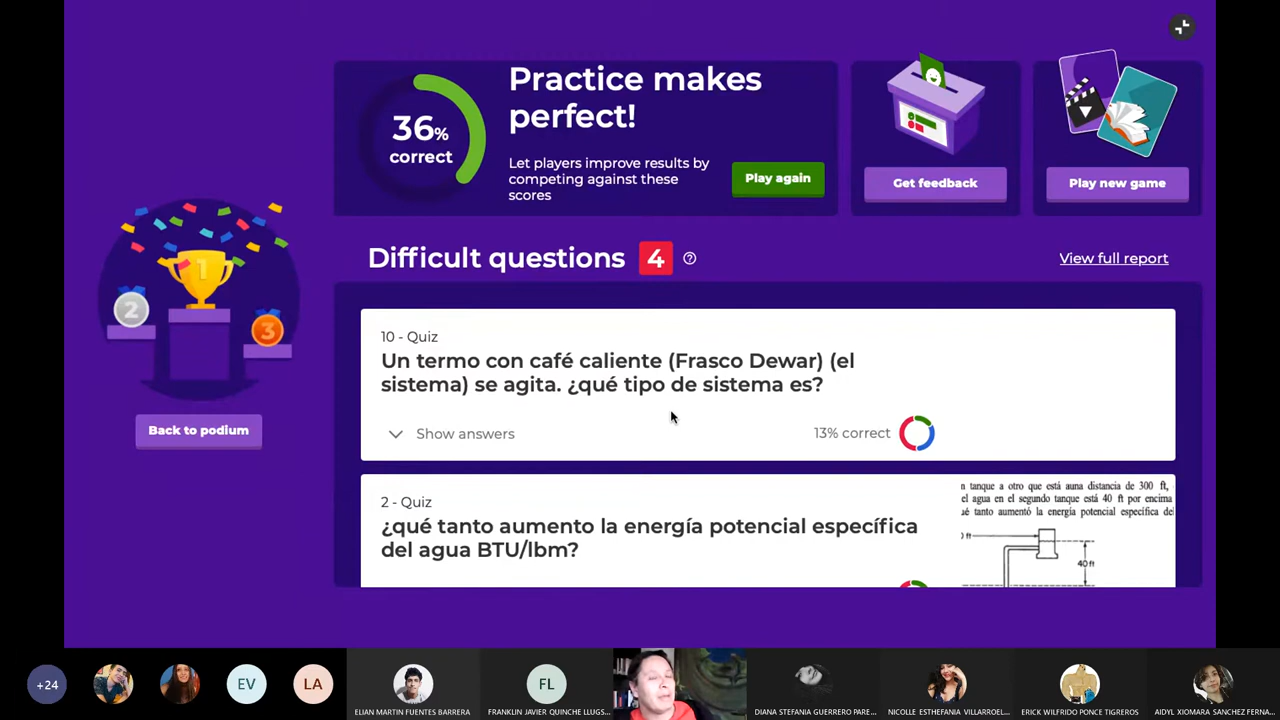 36%
correct
Practice makes
perfect!
Let players improve results by
competing against these
scores
Play again
Get feedback
Play new game
1
2
3
Back to podium
Difficult questions 4
View full report
10 - Quiz
Un termo con café caliente (Frasco Dewar) (el
sistema) se agita. ¿qué tipo de sistema es?
Show answers
13% correct
2 - Quiz
¿qué tanto aumento la energía potencial específica
del agua BTU/lbm?
n tanque a otro que está auna distancia de 300 ft,
el agua en el segundo tanque está 40 ft por encima
ué tanto aumentó la energía potencial específica del
) ft
40 ft
+24
EV
LA
ELIAN MARTIN FUENTES BARRERA
FL
FRANKLIN JAVIER QUINCHE LLUGS...
DIANA STEFANIA GUERRERO PARE...
NICOLLE ESTHEFANIA VILLARROEL...
ERICK WILFRIDO PONCE TIGREROS
AIDYL XIOMARA SANCHEZ FERNA...